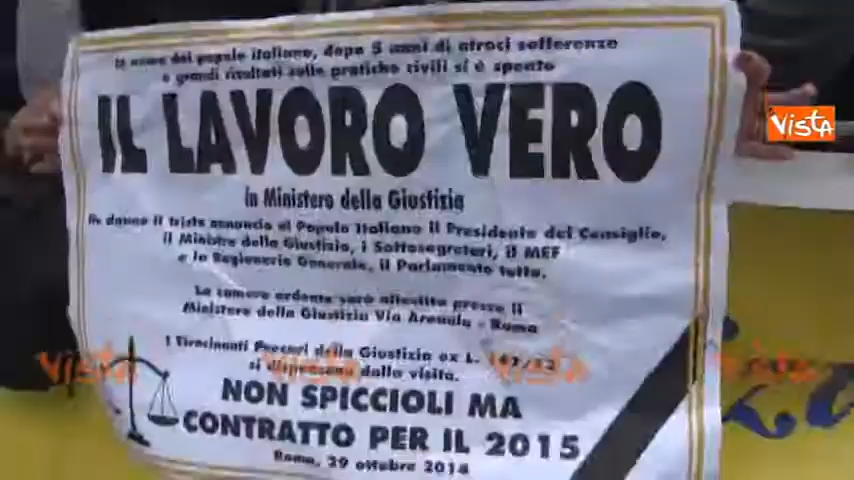 In nome del popolo italiano, dopo 5 anni di atroci sofferenze
e grandi risultati sulle pratiche civili si è spento
IL LAVORO VERO
in Ministero della Giustizia
Ne danno il triste annuncio al Popolo Italiano il Presidente del Consiglio,
il Ministro della Giustizia, i Sottosegretari, il MEF
e la Ragioneria Generale, il Parlamento tutto.
La camera ardente sarà allestita presso il
Ministero della Giustizia Via Arenula - Roma
I Tirocinanti Precari della Giustizia ex L.
si dispensano dalla visita.
NON SPICCIOLI MA
CONTRATTO PER IL 2015
Roma, 29 ottobre 2014
VISTA
VISTA
VISTA
VISTA
VISTA